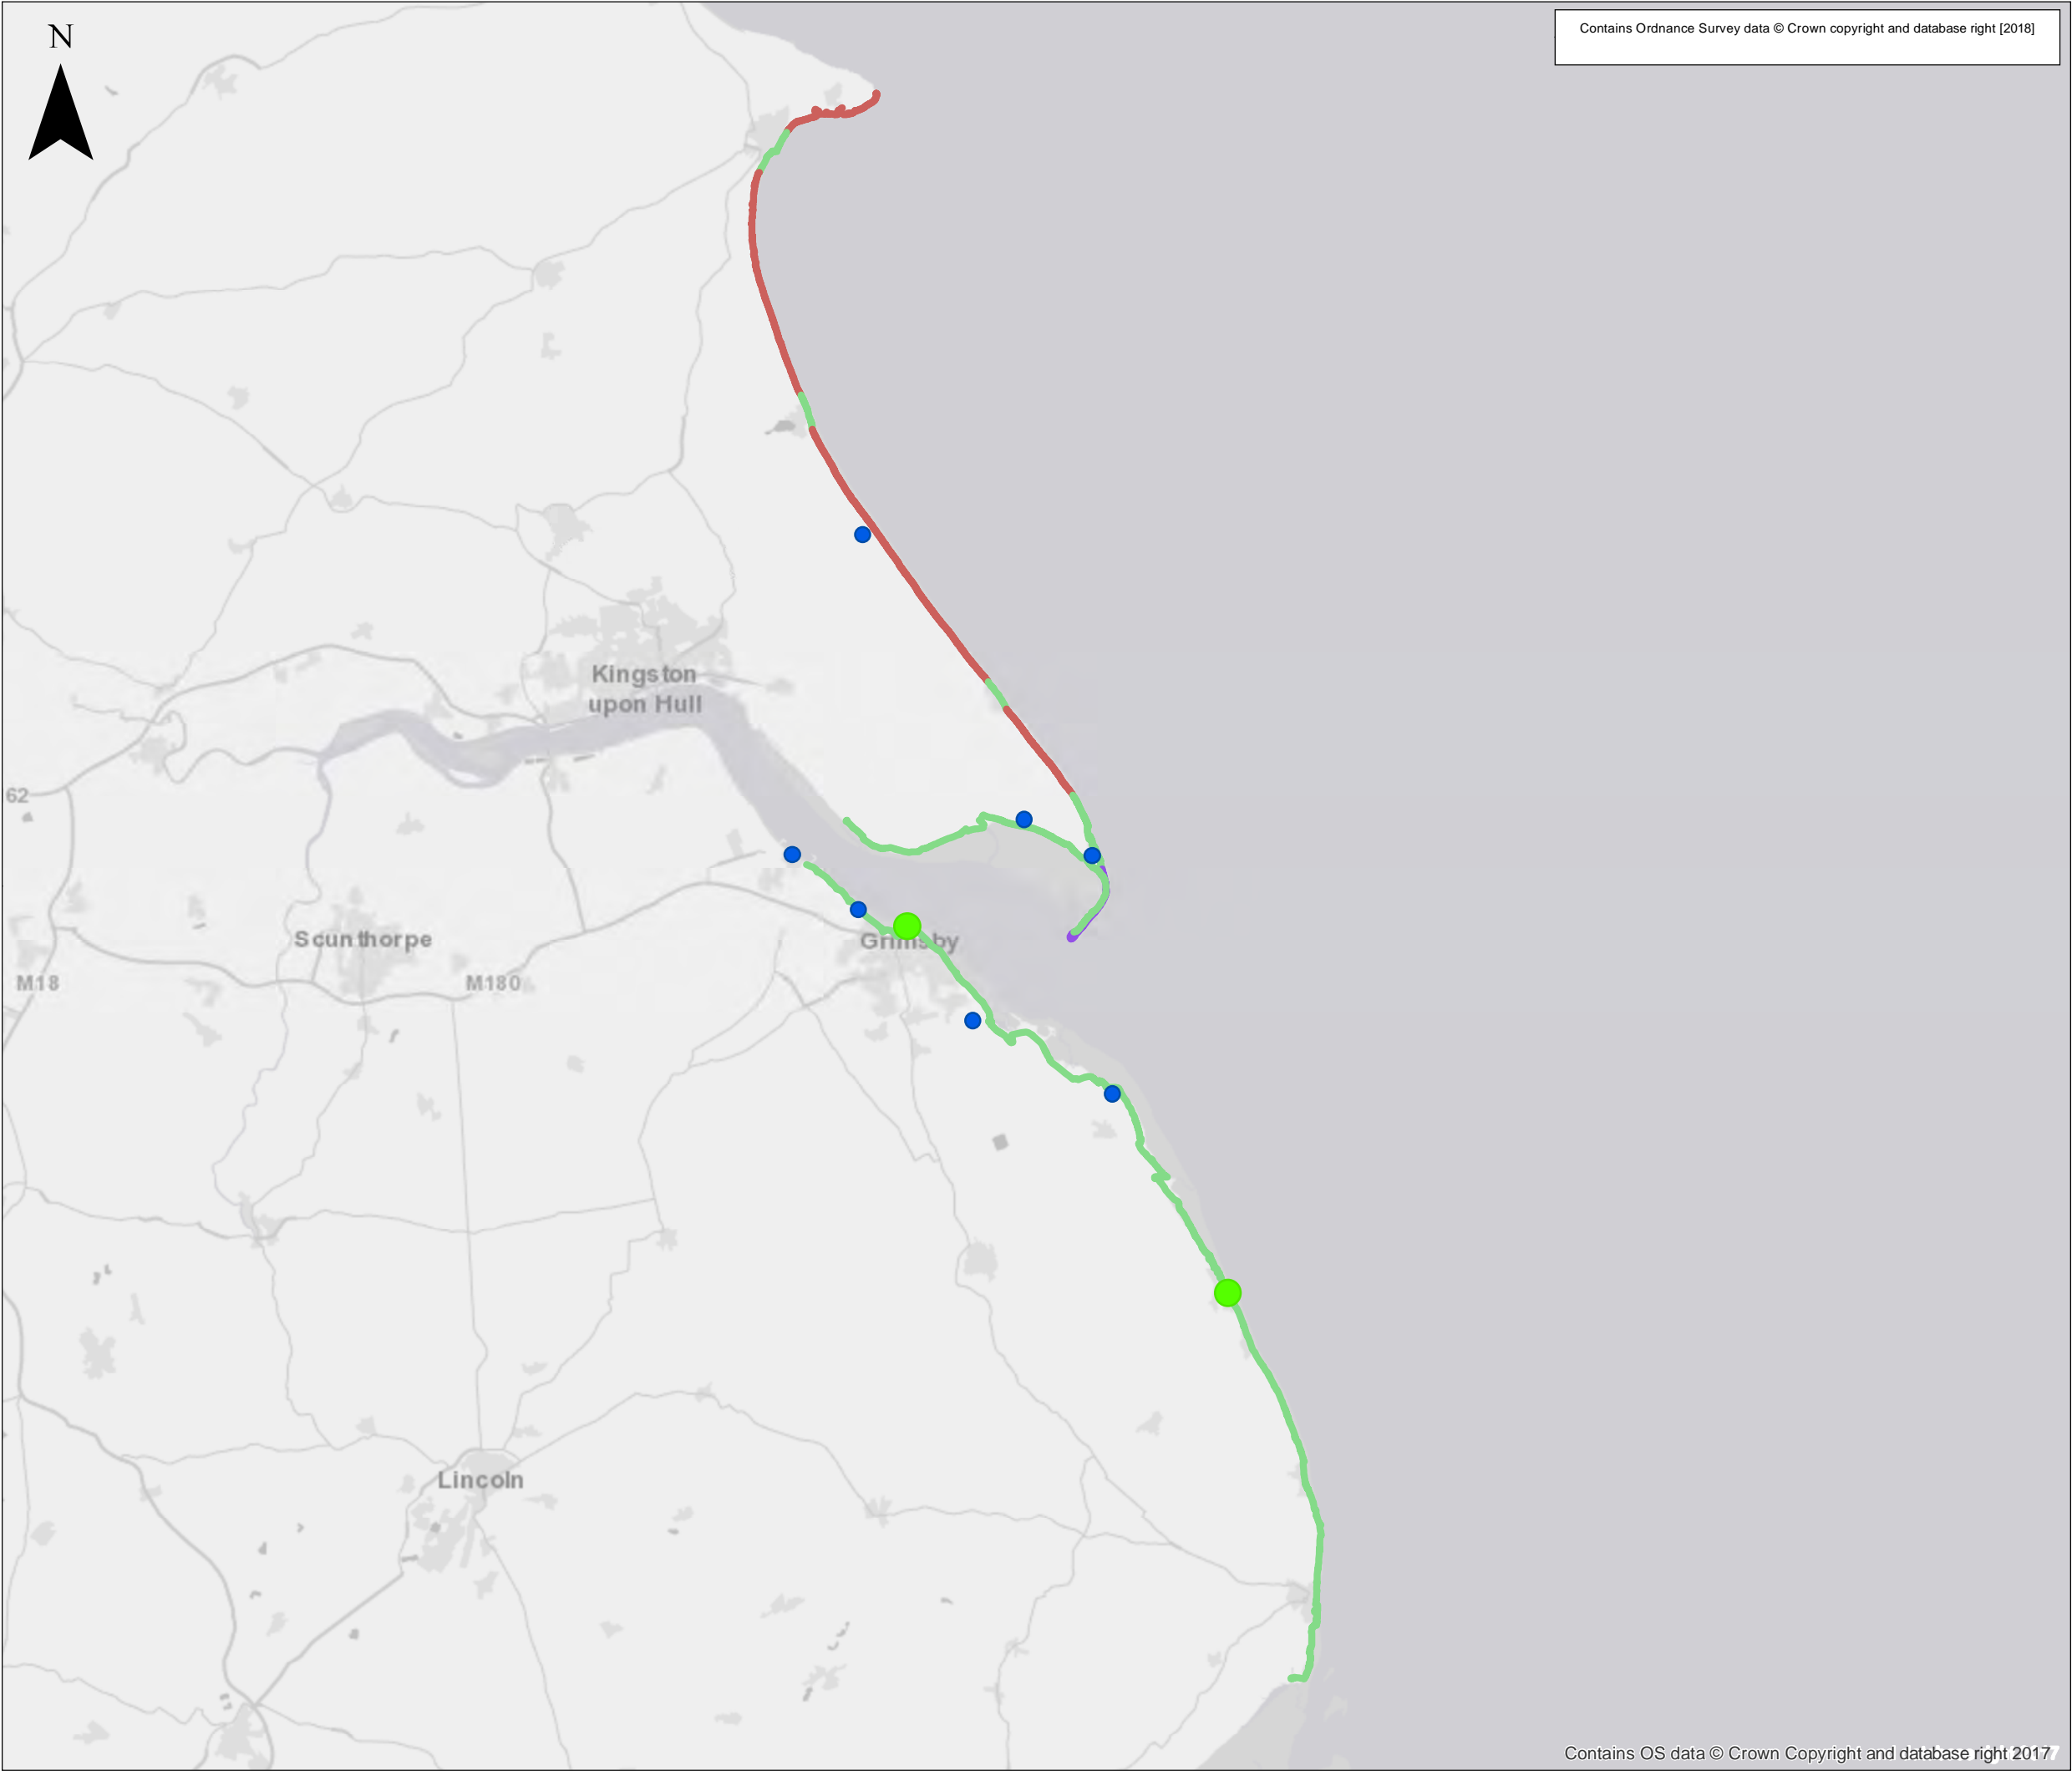 N
Contains Ordnance Survey data © Crown copyright and database right [2018]
Kingston
upon Hull
62
Scunthorpe
Grimsby
M18
M180
Lincoln
Contains OS data © Crown Copyright and database right 2017